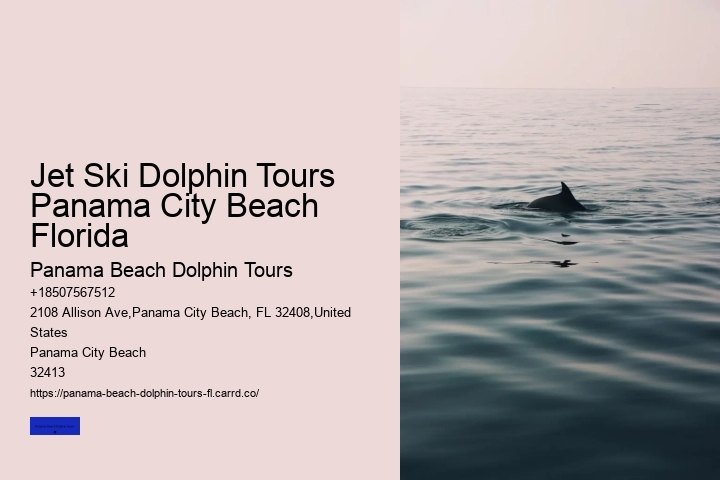 Jet Ski Dolphin Tours
Panama City Beach
Florida
Panama Beach Dolphin Tours
+18507567512
2108 Allison Ave,Panama City Beach, FL 32408,United
States
Panama City Beach
32413
https://panama-beach-dolphin-tours-fl.carrd.co/